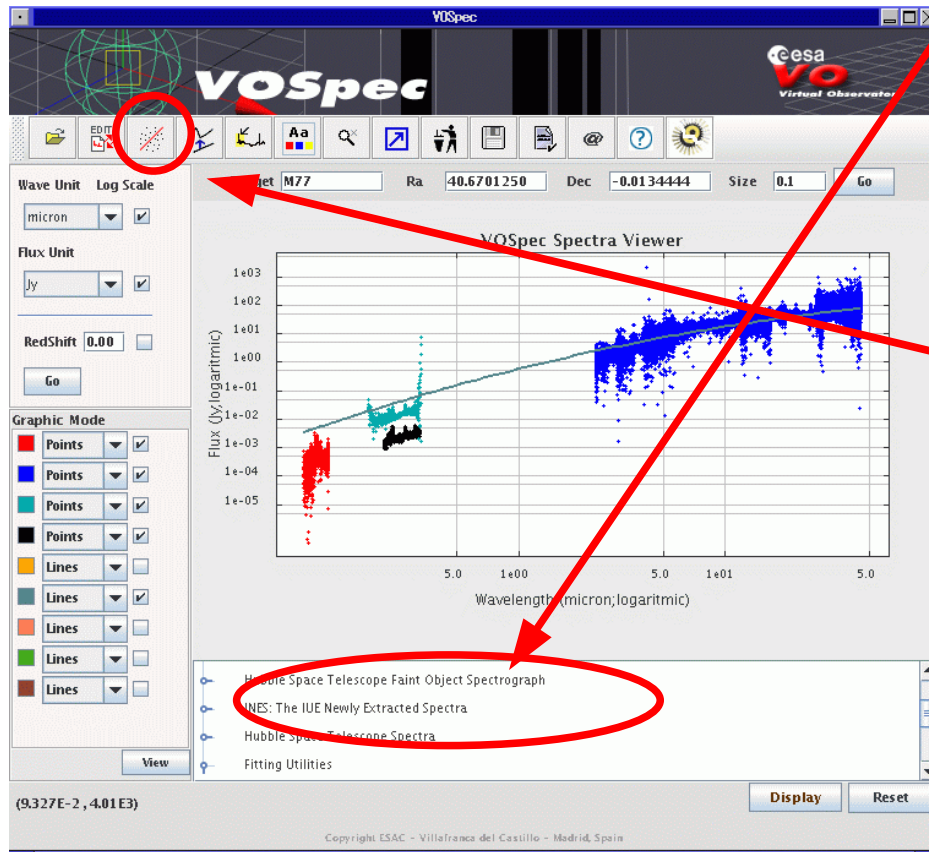 VOSpec
esa
VO
VOSpec
Virtual Observatory
EDIT
Aa
@
?
Wave Unit Log Scale
micron
Flux Unit
Jy
RedShift 0.00
Go
M77 Ra 40.6701250 Dec -0.0134444 Size 0.1 Go
VOSpec Spectra Viewer
1e03
1e02
1e01
1e00
1e-01
1e-02
1e-03
1e-04
1e-05
Flux (Jy;logaritmic)
5.0 1e00 5.0 1e01 5.0
Wavelength (micron;logaritmic)
Graphic Mode
Points
Points
Points
Points
Lines
Lines
Lines
Lines
Lines
View
Hubble Space Telescope Faint Object Spectrograph
INES: The IUE Newly Extracted Spectra
Hubble Space Telescope Spectra
Fitting Utilities
(9.327E-2 , 4.01E3)
Display Reset
Copyright ESAC - Villafranca del Castillo - Madrid, Spain